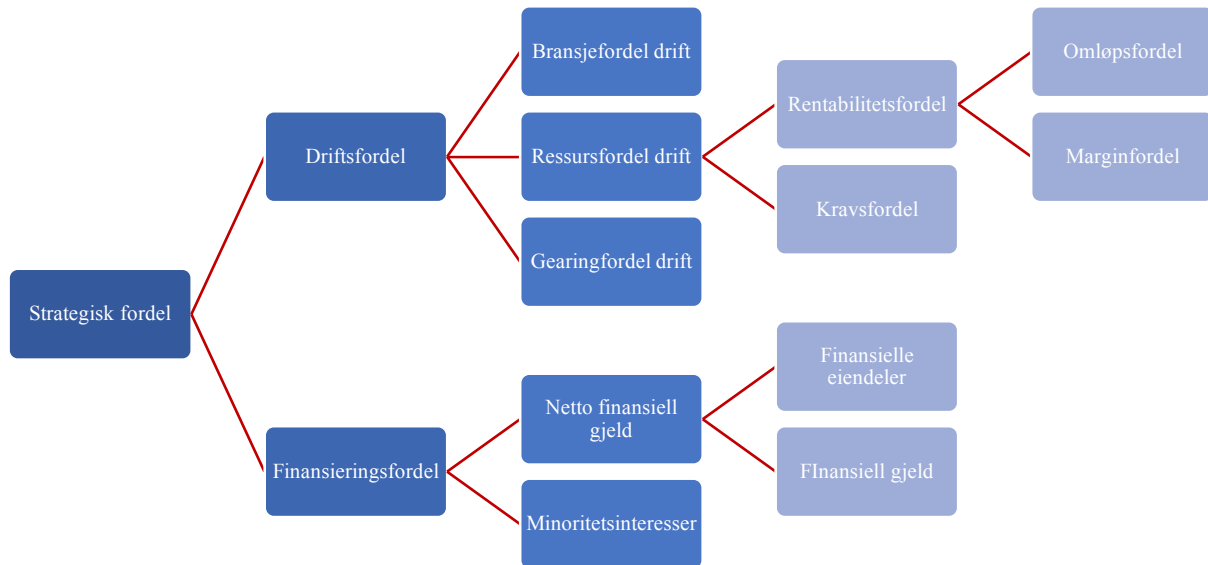 Strategisk fordel
Driftsfordel
Bransjefordel drift
Ressursfordel drift
Rentabilitetsfordel
Omløpsfordel
Marginfordel
Kravsfordel
Gearingfordel drift
Finansieringsfordel
Netto finansiell
gjeld
Finansielle
eiendeler
FInansiell gjeld
Minoritetsinteresser